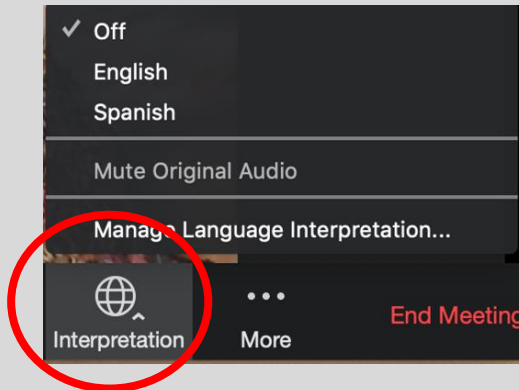 Off
English
Spanish
Mute Original Audio
Manage Language Interpretation...
Interpretation
More
End Meeting